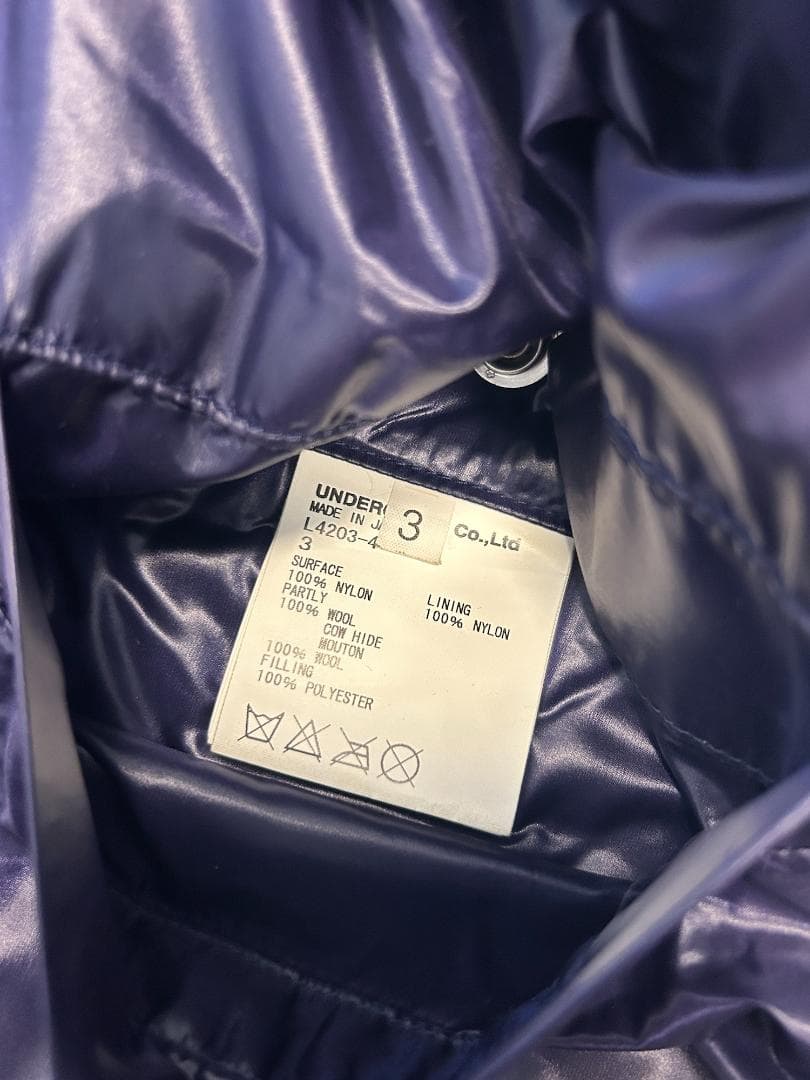 UNDER Co.,Ltd
MADE IN JA
3
L4203-4
3
SURFACE
100% NYLON
PARTLY
100% WOOL
COW HIDE
MOUTON
100% WOOL
FILLING
100% POLYESTER
LINING
100% NYLON